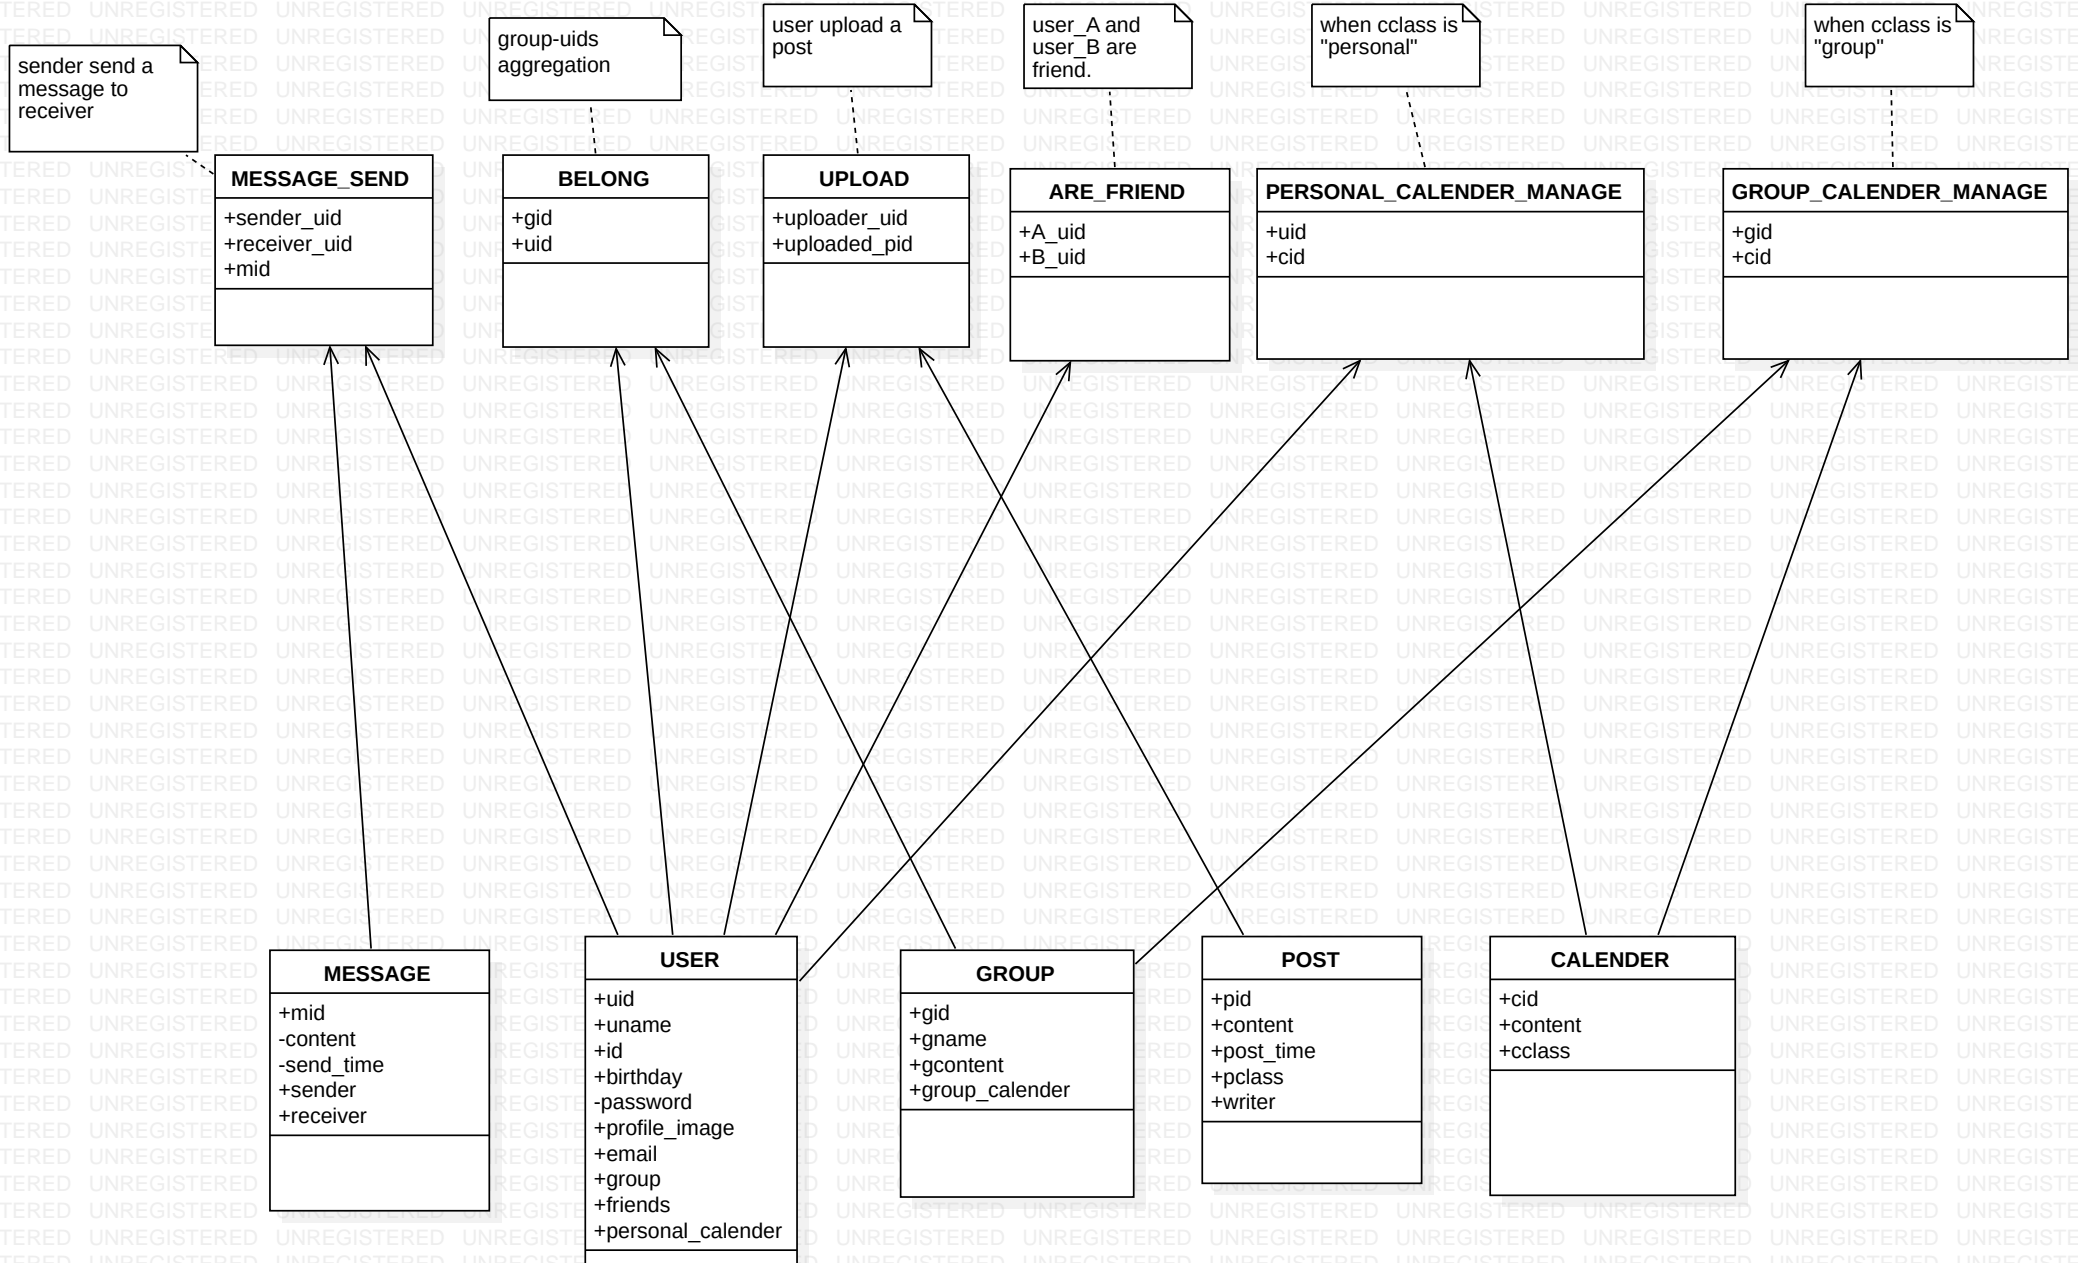 sender send a
message to
receiver
group-uids
aggregation
user upload a
post
user_A and
user_B are
friend.
when cclass is
"personal"
when cclass is
"group"
MESSAGE_SEND
+sender_uid
+receiver_uid
+mid
BELONG
+gid
+uid
UPLOAD
+uploader_uid
+uploaded_pid
ARE_FRIEND
+A_uid
+B_uid
PERSONAL_CALENDER_MANAGE
+uid
+cid
GROUP_CALENDER_MANAGE
+gid
+cid
MESSAGE
+mid
-content
-send_time
+sender
+receiver
USER
+uid
+uname
+id
+birthday
-password
+profile_image
+email
+group
+friends
+personal_calender
GROUP
+gid
+gname
+gcontent
+group_calender
POST
+pid
+content
+post_time
+pclass
+writer
CALENDER
+cid
+content
+cclass
UNREGISTERED